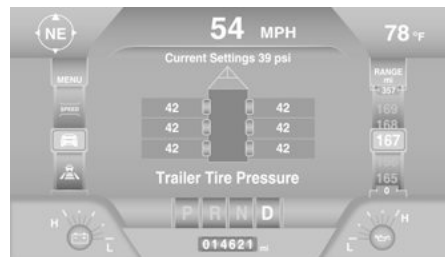 NE
54 MPH
78 °F
Current Settings 39 psi
MENU
SPEED
RANGE
mi
357
169
168
167
165
0
42 42
42 42
42 42
Trailer Tire Pressure
P R N D
H
L
014621 mi
H
L